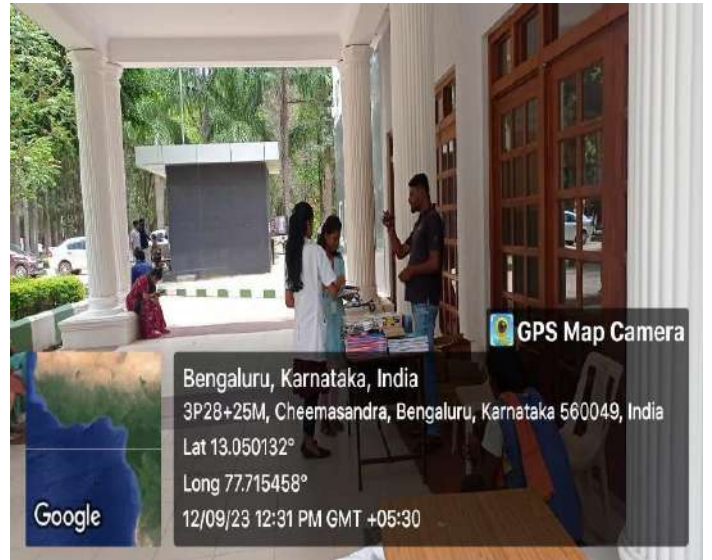 GPS Map Camera
Bengaluru, Karnataka, India
3P28+25M, Cheemasandra, Bengaluru, Karnataka 560049, India
Lat 13.050132°
Long 77.715458°
12/09/23 12:31 PM GMT +05:30
Google